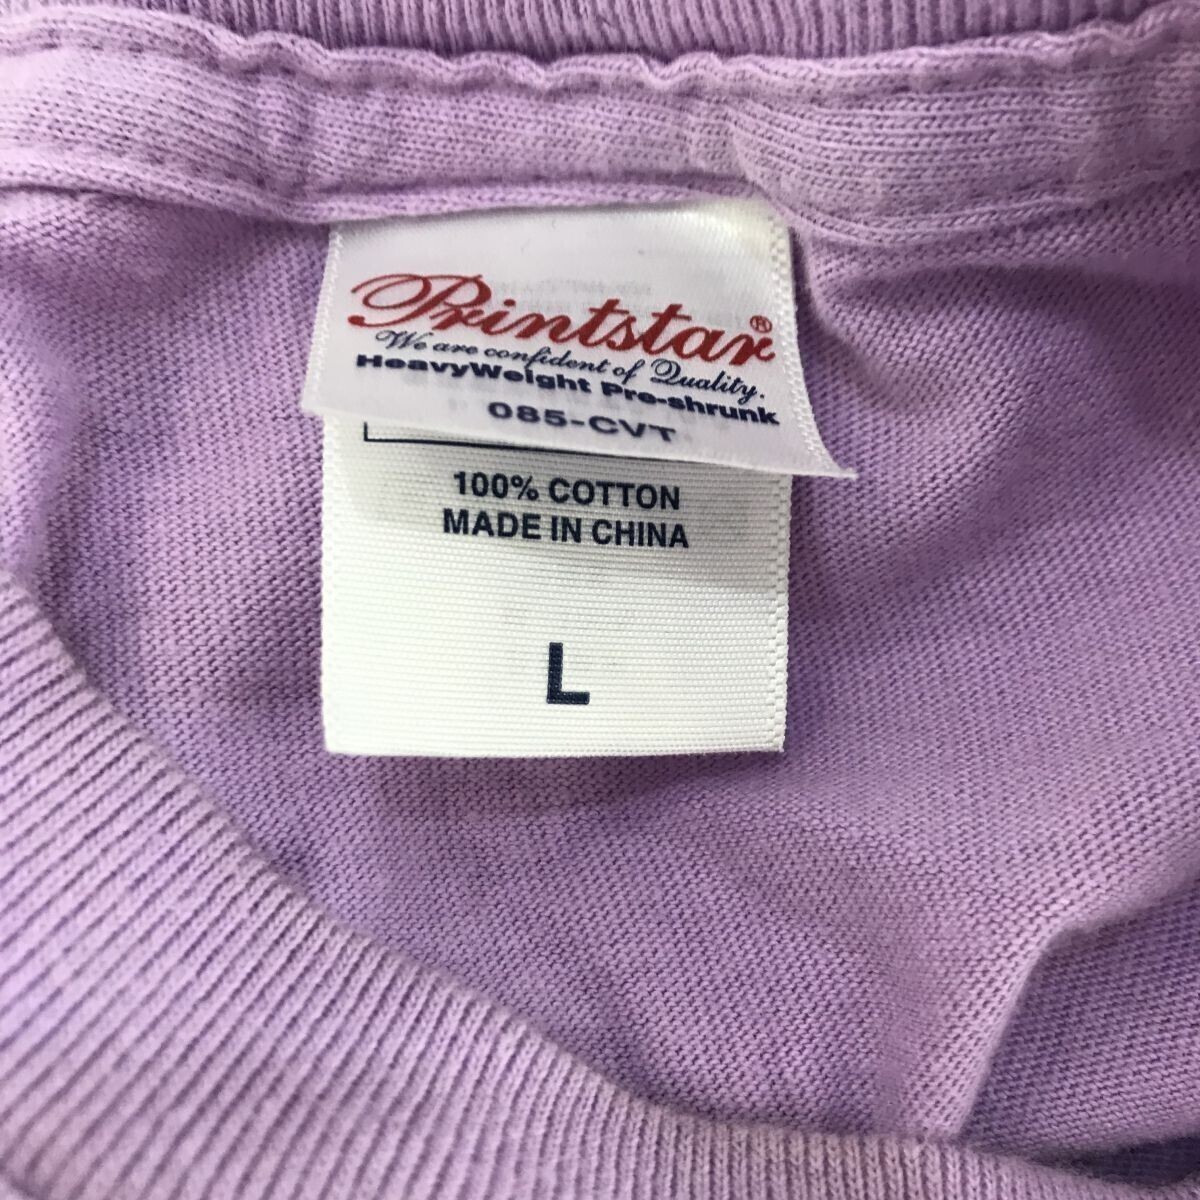 Printstar®
We are confident of Quality.
HeavyWeight Pre-shrunk
085-CVT
100% COTTON
MADE IN CHINA
L